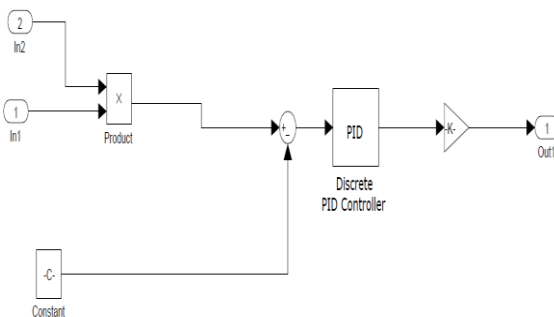 2
In2
1
In1
X
Product
+
-
PID
Discrete
PID Controller
-K-
1
Out1
-C-
Constant